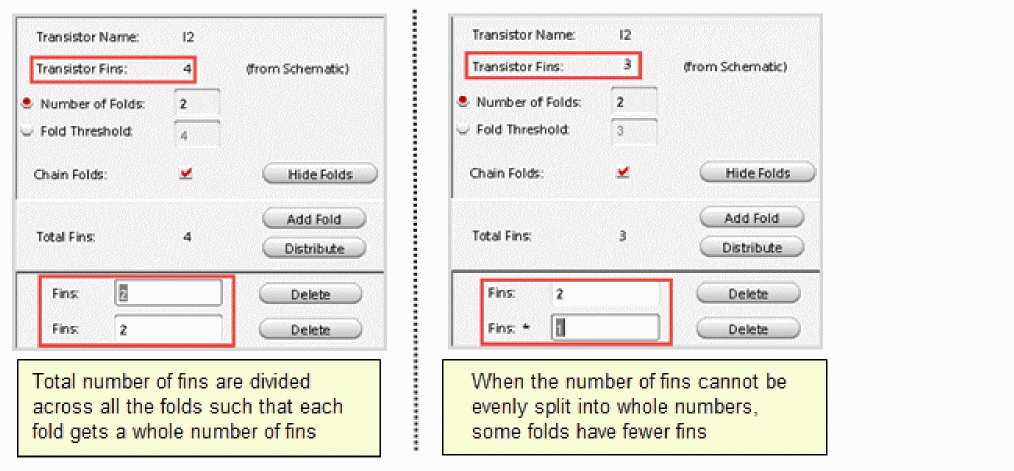 Transistor Name: I2
Transistor Fins: 4 (from Schematic)
Number of Folds: 2
Fold Threshold: 4
Chain Folds: Hide Folds
Add Fold
Total Fins: 4
Distribute
Fins: 2 Delete
Fins: 2 Delete
Total number of fins are divided
across all the folds such that each
fold gets a whole number of fins
Transistor Name: I2
Transistor Fins: 3 (from Schematic)
Number of Folds: 2
Fold Threshold: 3
Chain Folds: Hide Folds
Add Fold
Total Fins: 3
Distribute
Fins: 2 Delete
Fins: * 1 Delete
When the number of fins cannot be
evenly split into whole numbers,
some folds have fewer fins